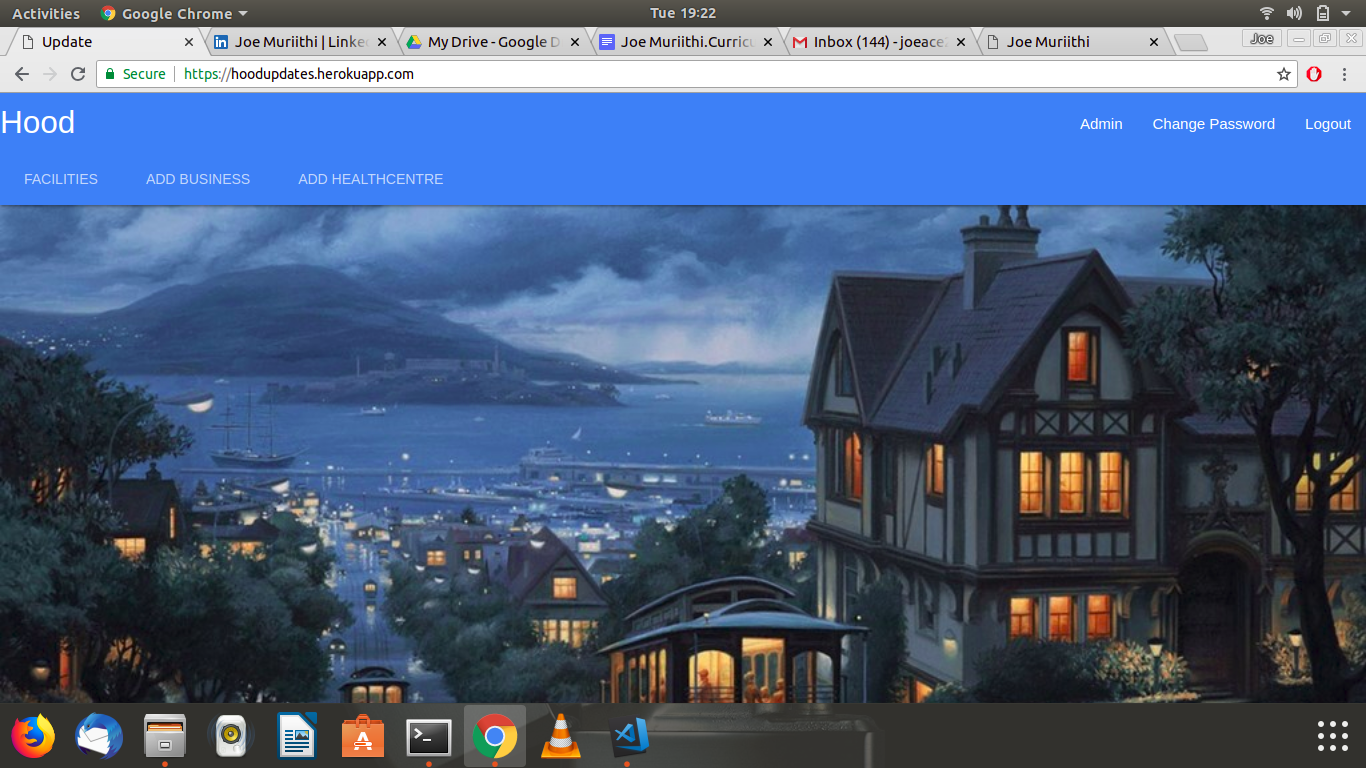 Activities Google Chrome Tue 19:22
Update Joe Muriithi | Linke My Drive - Google D Joe Muriithi.Curricu Inbox (144) - joeace Joe Muriithi Joe
Secure https://hoodupdates.herokuapp.com
Hood Admin Change Password Logout
FACILITIES ADD BUSINESS ADD HEALTHCENTRE